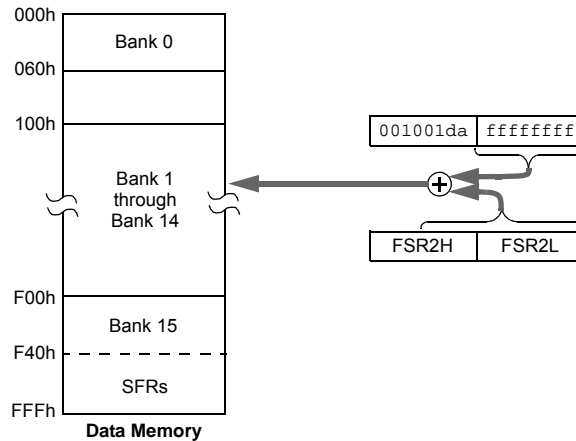 000h
Bank 0
060h
100h
001001da ffffffff
Bank 1
through
Bank 14
FSR2H FSR2L
F00h
Bank 15
F40h
SFRs
FFFh
Data Memory